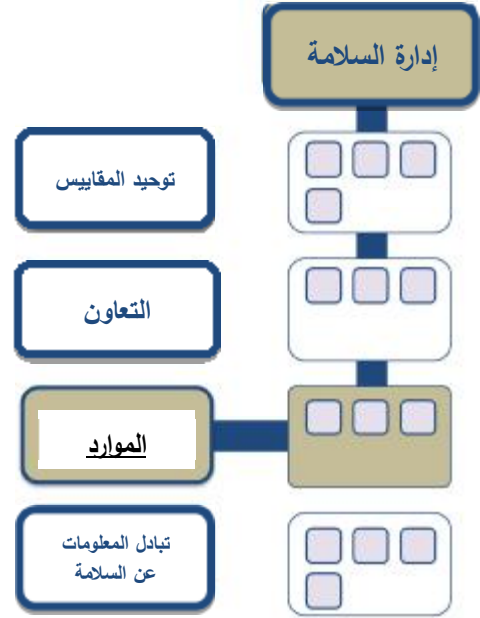 إدارة السلامة
توحيد المقاييس
التعاون
الموارد
تبادل المعلومات
عن السلامة